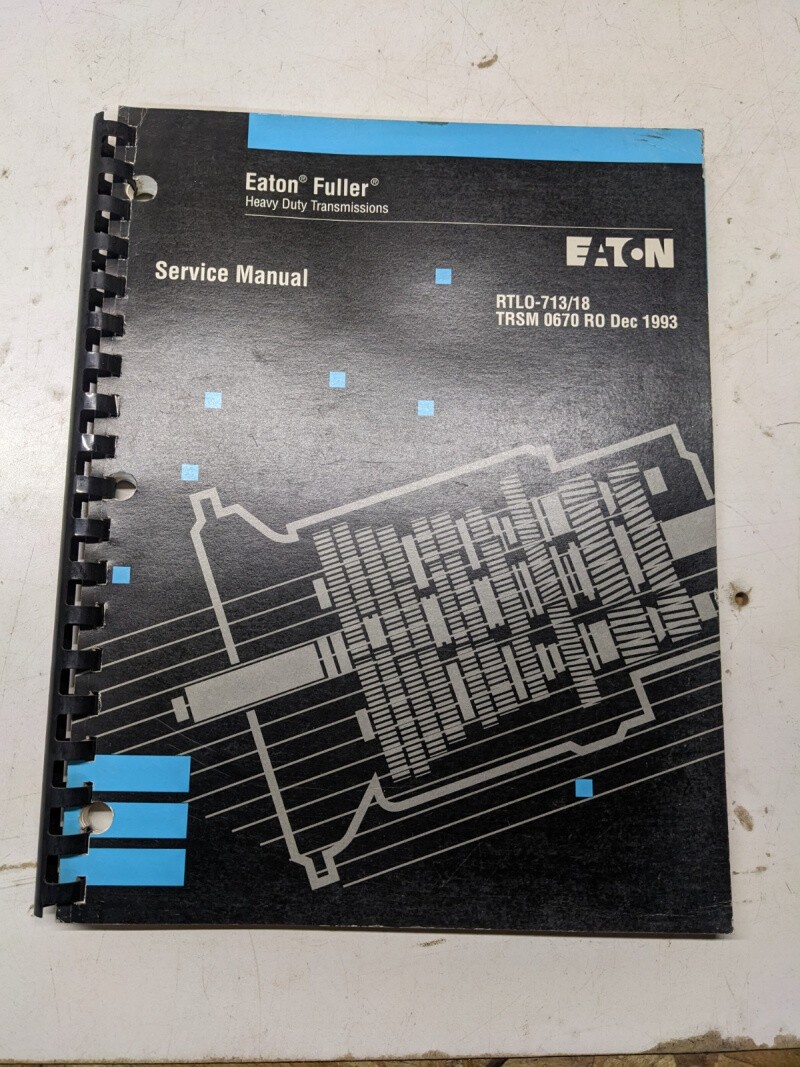 Eaton® Fuller®
Heavy Duty Transmissions
EATON
Service Manual
RTLO-713/18
TRSM 0670 RO Dec 1993